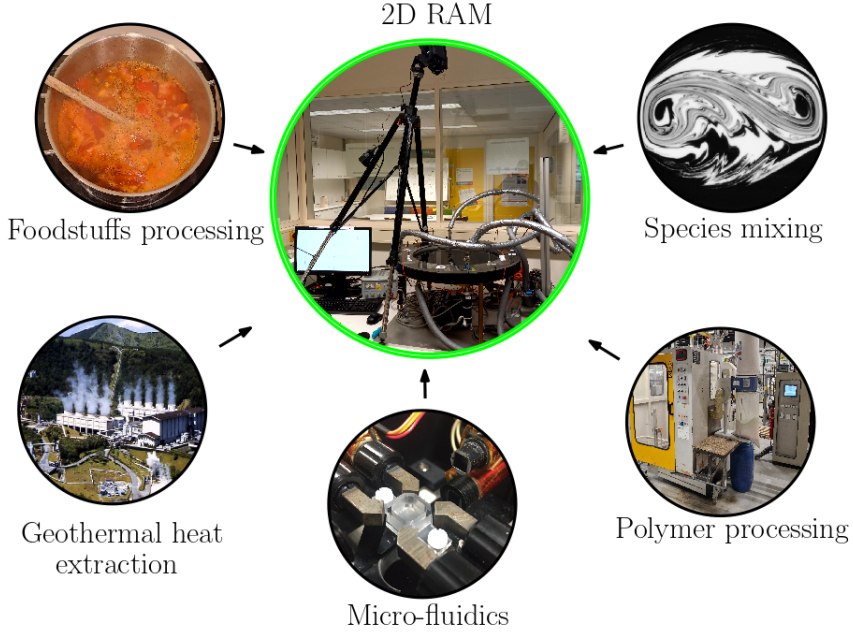 2D RAM
Foodstuffs processing
Species mixing
Geothermal heat
extraction
Polymer processing
Micro-fluidics